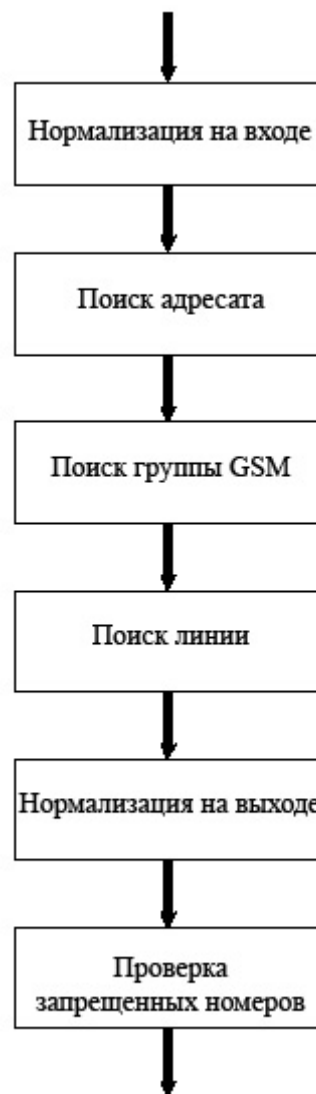 Нормализация на входе
Поиск адресата
Поиск группы GSM
Поиск линии
Нормализация на выходе
Проверка
запрещенных номеров